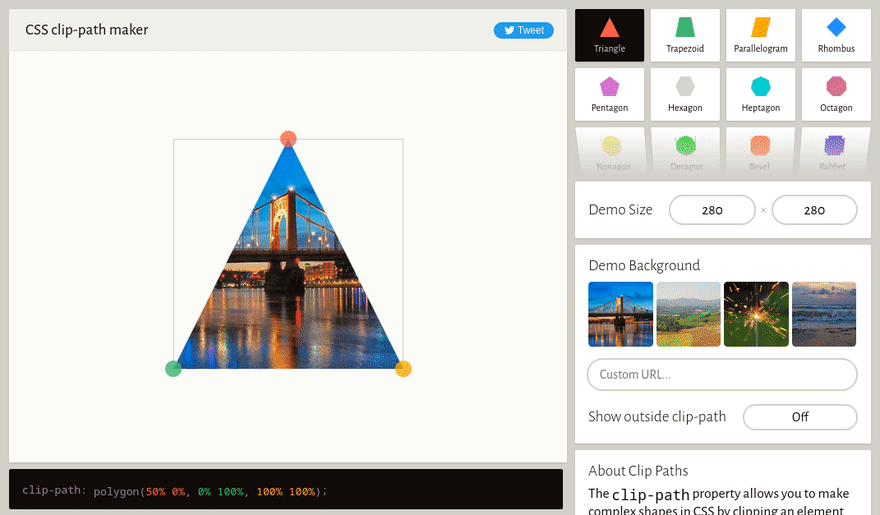 CSS clip-path maker
Tweet
Triangle
Trapezoid
Parallelogram
Rhombus
Pentagon
Hexagon
Heptagon
Octagon
Nonagon
Decagon
Bevel
Rabbet
Demo Size
280 × 280
Demo Background
Custom URL...
Show outside clip-path
Off
About Clip Paths
The clip-path property allows you to make
complex shapes in CSS by clipping an element
clip-path: polygon(50% 0%, 0% 100%, 100% 100%);